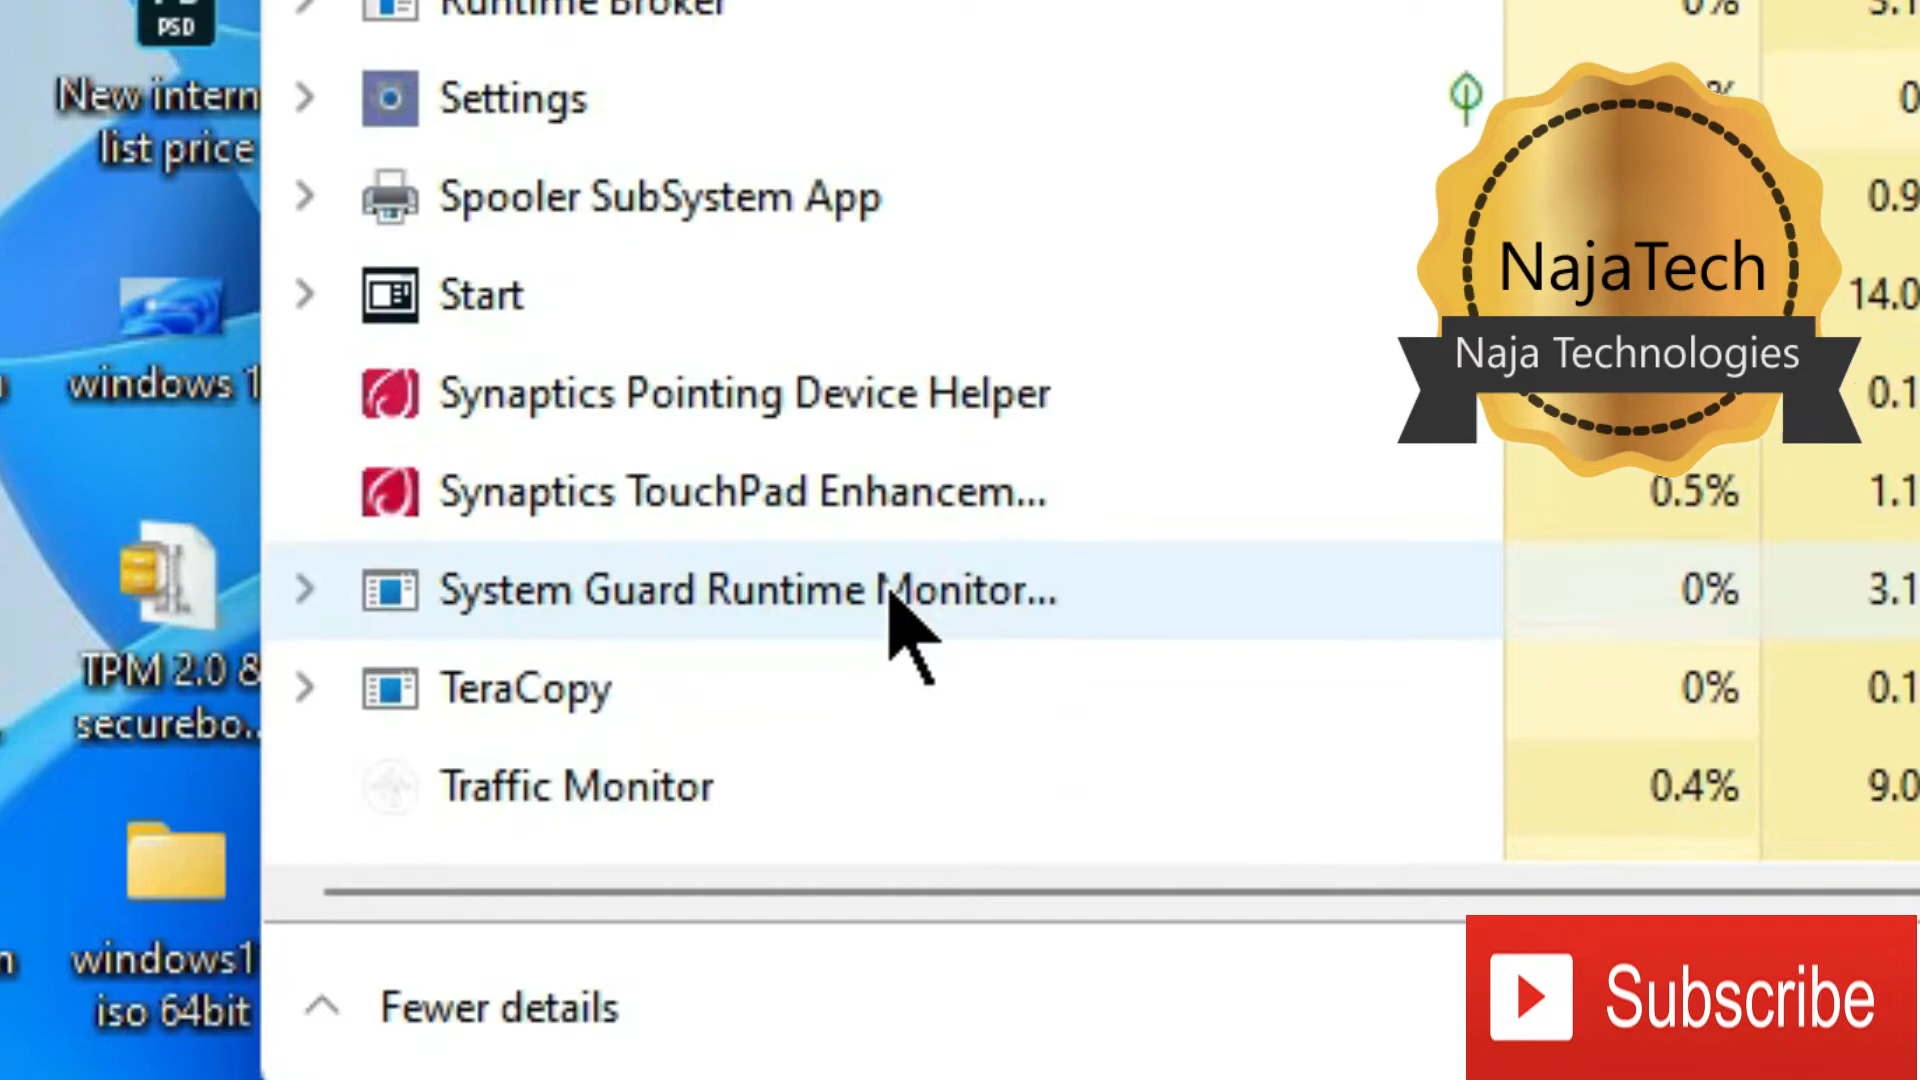 PSD
New intern
list price
windows 1
TPM 2.0 &
securebo..
windows1
iso 64bit
Runtime Broker 0%
Settings
Spooler SubSystem App 0.9
Start 14.0
Synaptics Pointing Device Helper 0.1
Synaptics TouchPad Enhancem... 0.5% 1.1
System Guard Runtime Monitor... 0% 3.1
TeraCopy 0% 0.1
Traffic Monitor 0.4% 9.0
Fewer details
NajaTech
Naja Technologies
Subscribe